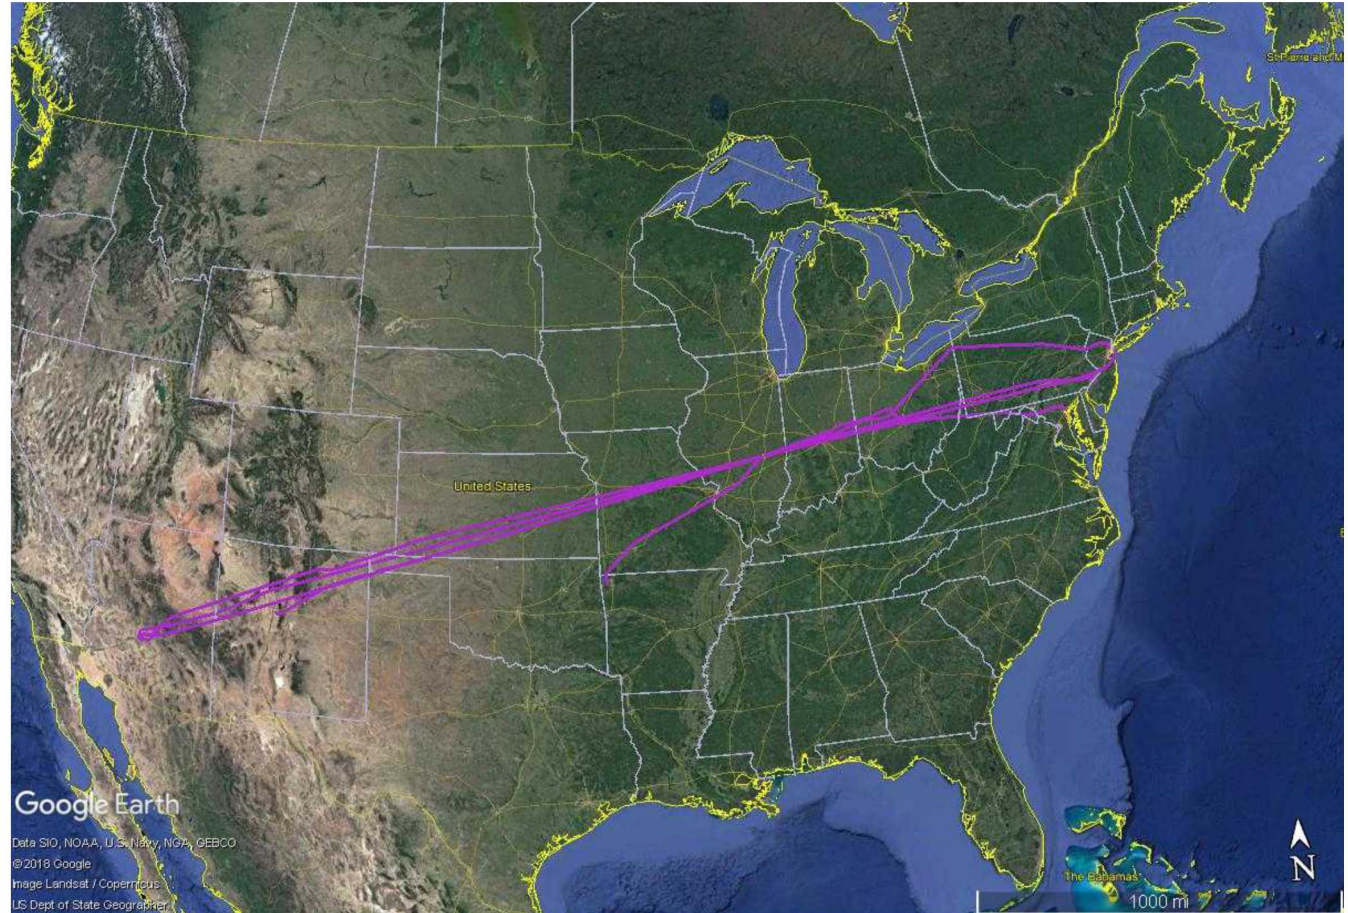 St Pierre and M
United States
Google Earth
Data SIO, NOAA, U.S. Navy, NGA, GEBCO
©2018 Google
Image Landsat / Copernicus
US Dept of State Geographer
The Bahamas
1000 mi
N